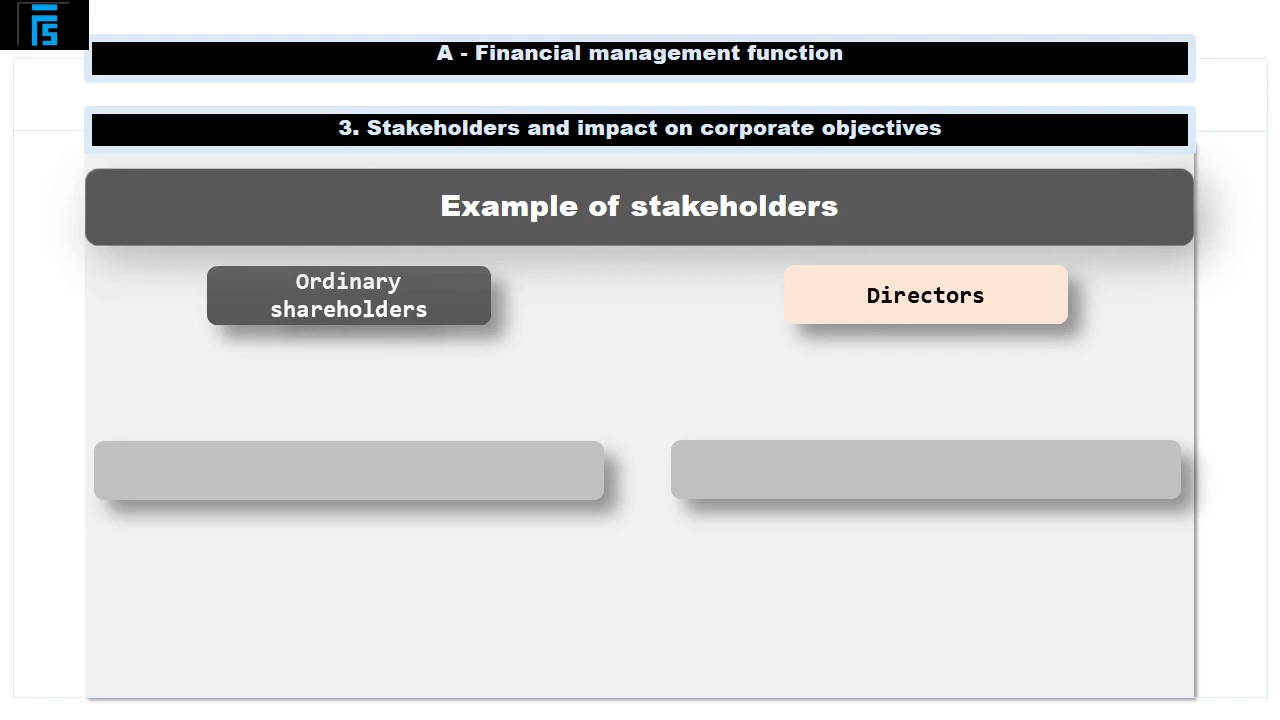 A - Financial management function
3. Stakeholders and impact on corporate objectives
Example of stakeholders
Ordinary
shareholders
Directors